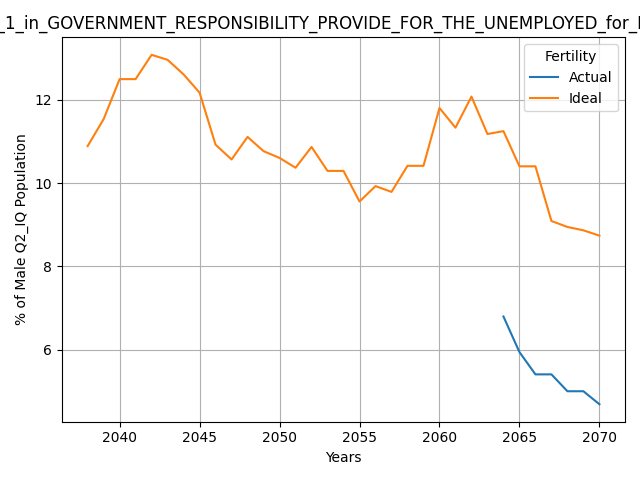 _1_in_GOVERNMENT_RESPONSIBILITY_PROVIDE_FOR_THE_UNEMPLOYED_for_
Fertility
Actual
Ideal
% of Male Q2_IQ Population
12
10
8
6
2040 2045 2050 2055 2060 2065 2070
Years